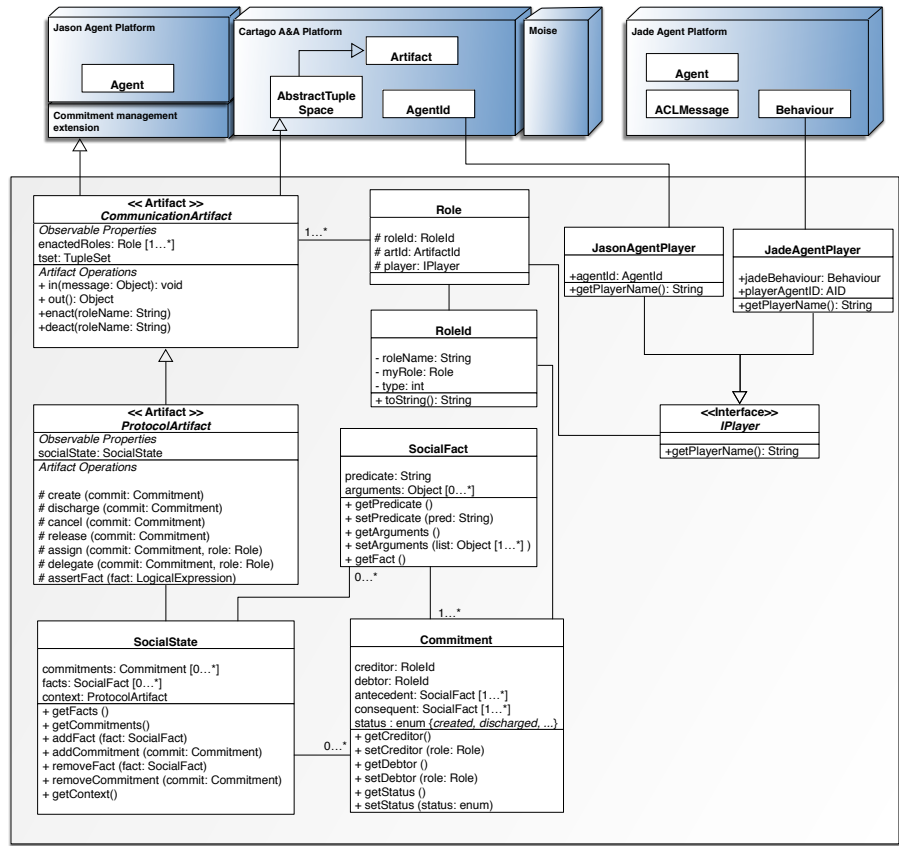 Jason Agent Platform
Agent
Commitment management
extension
Cartago A&A Platform
Artifact
AbstractTuple
Space
AgentId
Moise
Jade Agent Platform
Agent
ACLMessage
Behaviour
<< Artifact >>
CommunicationArtifact
Observable Properties
enactedRoles: Role [1...*]
tset: TupleSet
Artifact Operations
+ in(message: Object): void
+ out(): Object
+enact(roleName: String)
+deact(roleName: String)
1...*
Role
# roleId: RoleId
# artId: ArtifactId
# player: IPlayer
JasonAgentPlayer
+agentId: AgentId
+getPlayerName(): String
JadeAgentPlayer
+jadeBehaviour: Behaviour
+playerAgentID: AID
+getPlayerName(): String
RoleId
- roleName: String
- myRole: Role
- type: int
+ toString(): String
<<Interface>>
IPlayer
+getPlayerName(): String
<< Artifact >>
ProtocolArtifact
Observable Properties
socialState: SocialState
Artifact Operations
# create (commit: Commitment)
# discharge (commit: Commitment)
# cancel (commit: Commitment)
# release (commit: Commitment)
# assign (commit: Commitment, role: Role)
# delegate (commit: Commitment, role: Role)
# assertFact (fact: LogicalExpression)
SocialFact
predicate: String
arguments: Object [0...*]
+ getPredicate ()
+ setPredicate (pred: String)
+ getArguments ()
+ setArguments (list: Object [1...*] )
+ getFact ()
0...*
1...*
SocialState
commitments: Commitment [0...*]
facts: SocialFact [0...*]
context: ProtocolArtifact
+ getFacts ()
+ getCommitments()
+ addFact (fact: SocialFact)
+ addCommitment (commit: Commitment)
+ removeFact (fact: SocialFact)
+ removeCommitment (commit: Commitment)
+ getContext()
0...*
Commitment
creditor: RoleId
debtor: RoleId
antecedent: SocialFact [1...*]
consequent: SocialFact [1...*]
status : enum {created, discharged, ...}
+ getCreditor()
+ setCreditor (role: Role)
+ getDebtor ()
+ setDebtor (role: Role)
+ getStatus ()
+ setStatus (status: enum)